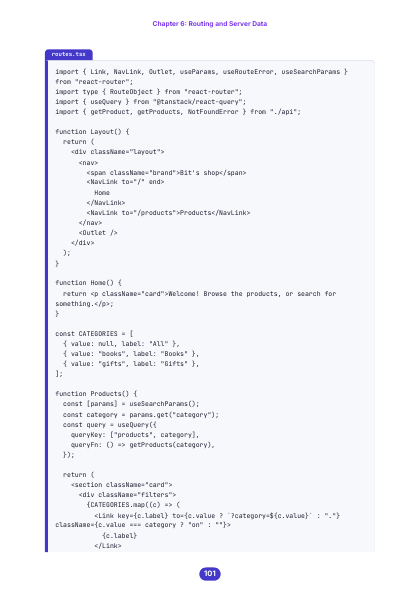 Chapter 6: Routing and Server Data
routes.tsx
import { Link, NavLink, Outlet, useParams, useRouteError, useSearchParams }
from "react-router";
import type { RouteObject } from "react-router";
import { useQuery } from "@tanstack/react-query";
import { getProduct, getProducts, NotFoundError } from "./api";

function Layout() {
  return (
    <div className="layout">
      <nav>
        <span className="brand">Bit's shop</span>
        <NavLink to="/" end>
          Home
        </NavLink>
        <NavLink to="/products">Products</NavLink>
      </nav>
      <Outlet />
    </div>
  );
}

function Home() {
  return <p className="card">Welcome! Browse the products, or search for
something.</p>;
}

const CATEGORIES = [
  { value: null, label: "All" },
  { value: "books", label: "Books" },
  { value: "gifts", label: "Gifts" },
];

function Products() {
  const [params] = useSearchParams();
  const category = params.get("category");
  const query = useQuery({
    queryKey: ["products", category],
    queryFn: () => getProducts(category),
  });

  return (
    <section className="card">
      <div className="filters">
        {CATEGORIES.map((c) => (
          <Link key={c.label} to={c.value ? `?category=${c.value}` : "."}
className={c.value === category ? "on" : ""}>
            {c.label}
          </Link>
101